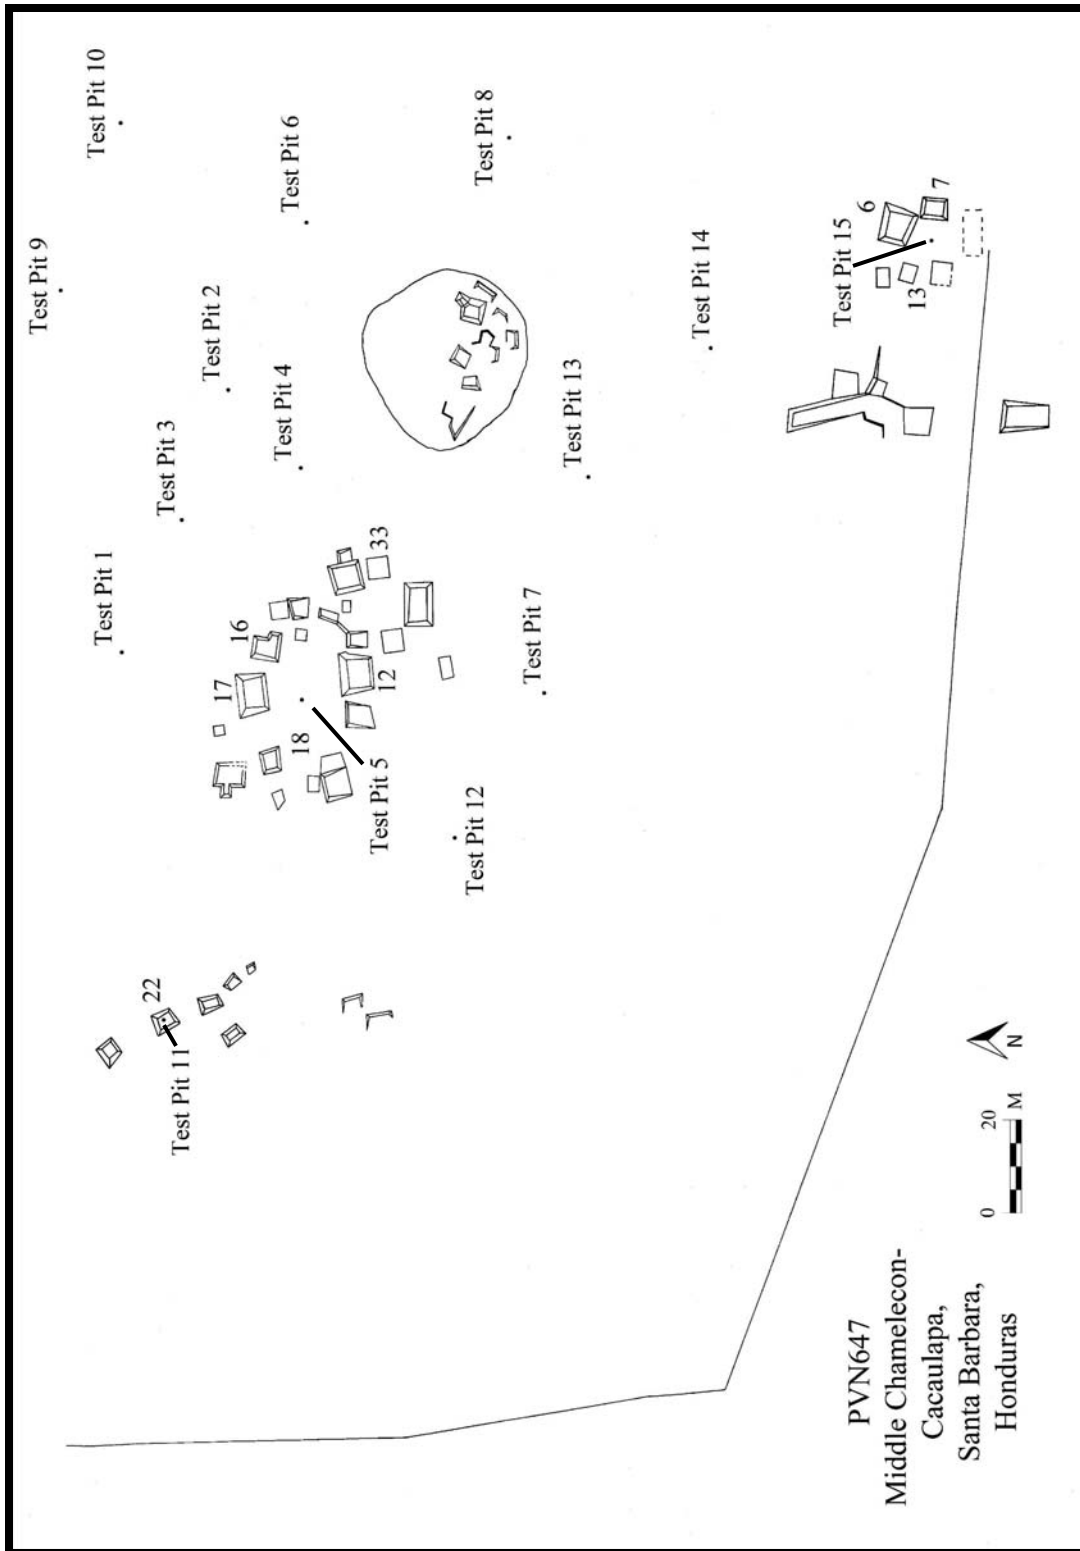 Test Pit 10
Test Pit 9
Test Pit 6
Test Pit 8
Test Pit 2
Test Pit 4
Test Pit 3
Test Pit 1
Test Pit 13
Test Pit 14
Test Pit 15
6
7
13
33
16
17
12
18
Test Pit 5
Test Pit 7
Test Pit 12
22
Test Pit 11
N
0 20 M
PVN647
Middle Chamelecon-
Cacaulapa,
Santa Barbara,
Honduras